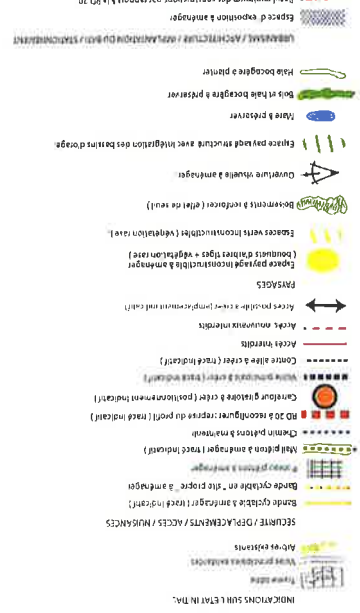 INDICATIONS SUR L'ETAT INITIAL
Trame bâtie
Voies principales existantes
Arbres existants
SECURITE / DEPLACEMENTS / ACCES / NUISANCES
Bande cyclable à aménager ( tracé indicatif )
Bande cyclable en "site propre" à aménager
piétons à aménager
Mail piéton à aménager ( tracé indicatif )
Chemin piétons à maintenir
RD 20 à reconfigurer: reprise du profil ( tracé indicatif )
Carrefour giratoire à créer ( positionnement indicatif )
Voirie principale à créer ( tracé indicatif )
Contre allée à créer ( tracé indicatif )
Accès interdits
Accès nouveaux interdits
Accès possible à créer (emplacement indicatif)
PAYSAGES
Espace paysagé inconstructible à aménager
( bouquets d'arbres tiges + végétation rase )
Espaces verts inconstructibles ( végétation rase ).
Boisements à renforcer ( effet de seuil )
Ouverture visuelle à aménager
Espace paysagé structuré avec intégration des bassins d'orage.
Mare à préserver
Bois et haie bocagère à préserver
Haie bocagère à planter
URBANISME / ARCHITECTURE / IMPLANTATION DU BATI / STATIONNEMENT
Espace d'exposition à aménager